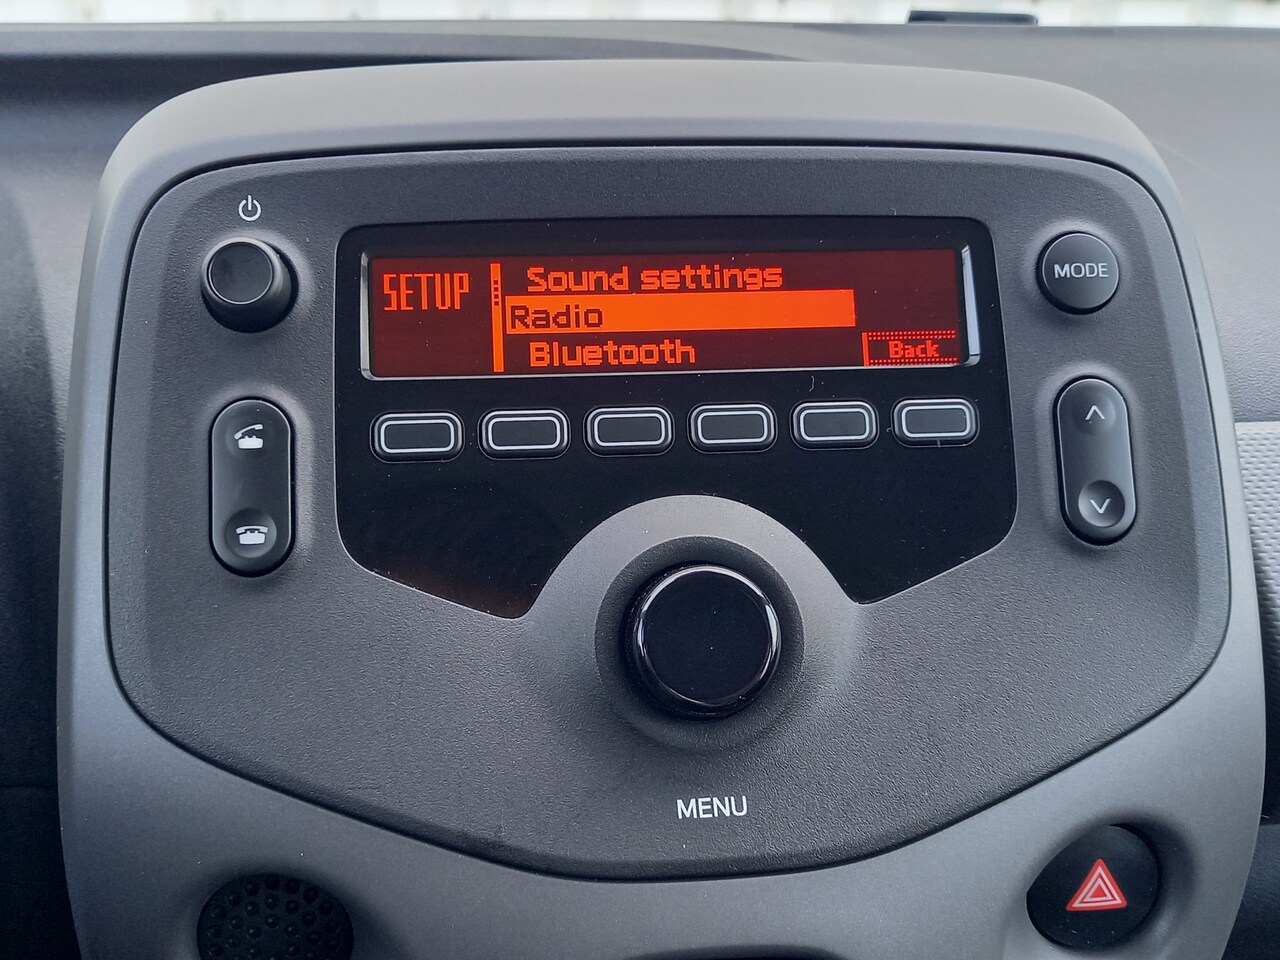 SETUP
Sound settings
Radio
Bluetooth
Back
MODE
MENU